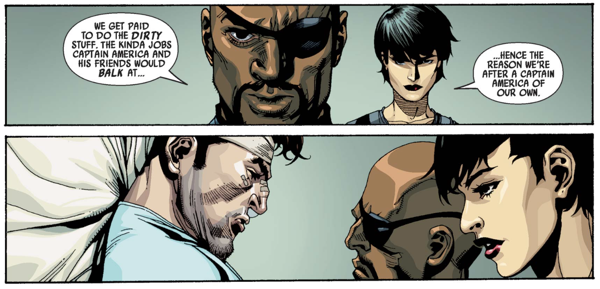 WE GET PAID
TO DO THE DIRTY
STUFF. THE KINDA JOBS
CAPTAIN AMERICA AND
HIS FRIENDS WOULD
BALK AT...
...HENCE THE
REASON WE'RE
AFTER A CAPTAIN
AMERICA OF
OUR OWN.